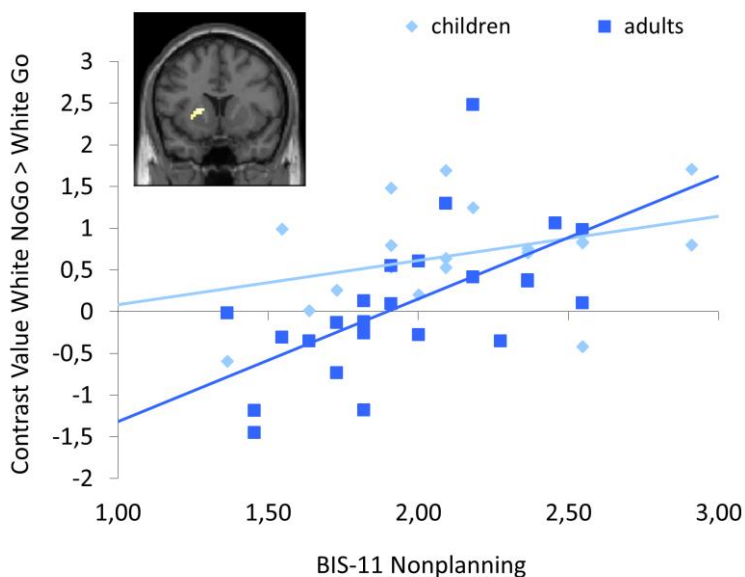 children adults
Contrast Value White NoGo > White Go
3
2,5
2
1,5
1
0,5
0
-0,5
-1
-1,5
-2
1,00 1,50 2,00 2,50 3,00
BIS-11 Nonplanning